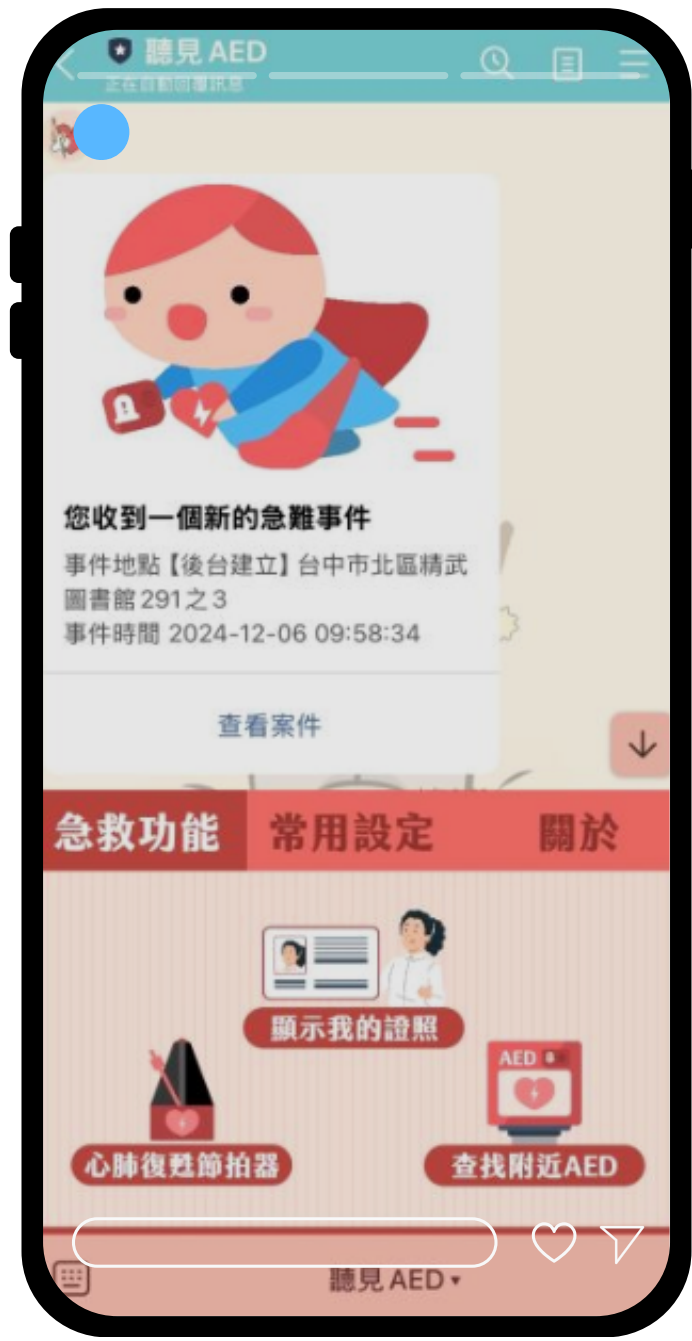 聽見 AED
正在自動回覆訊息
您收到一個新的急難事件
事件地點【後台建立】台中市北區精武
圖書館291之3
事件時間 2024-12-06 09:58:34
查看案件
急救功能 常用設定 關於
顯示我的證照
AED
心肺復甦節拍器 查找附近AED
聽見 AED▾